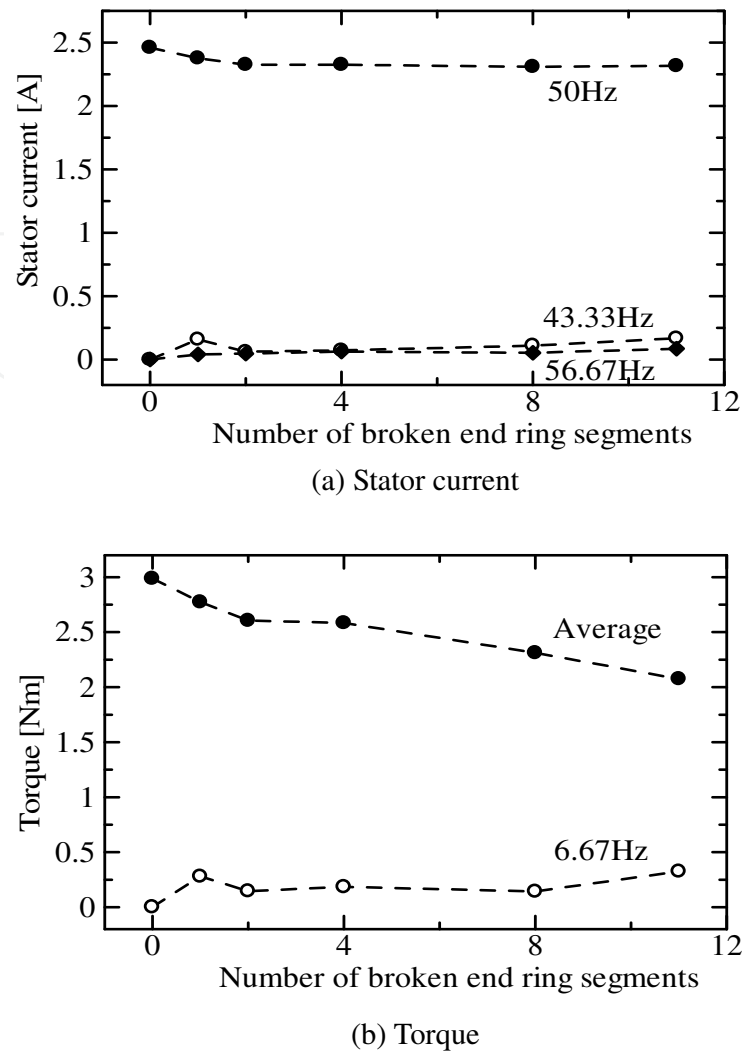 2.5
2
1.5
1
0.5
0
Stator current [A]
50Hz
43.33Hz
56.67Hz
0
4
8
12
Number of broken end ring segments
(a) Stator current
3
2.5
2
1.5
1
0.5
0
Torque [Nm]
Average
6.67Hz
0
4
8
12
Number of broken end ring segments
(b) Torque